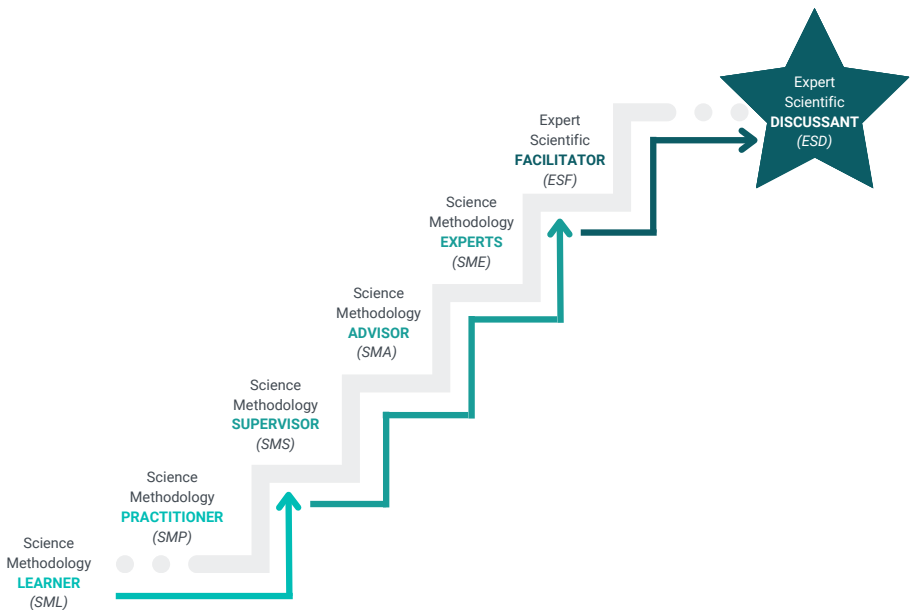 Science
Methodology
LEARNER
(SML)
Science
Methodology
PRACTITIONER
(SMP)
Science
Methodology
SUPERVISOR
(SMS)
Science
Methodology
ADVISOR
(SMA)
Science
Methodology
EXPERTS
(SME)
Expert
Scientific
FACILITATOR
(ESF)
Expert
Scientific
DISCUSSANT
(ESD)